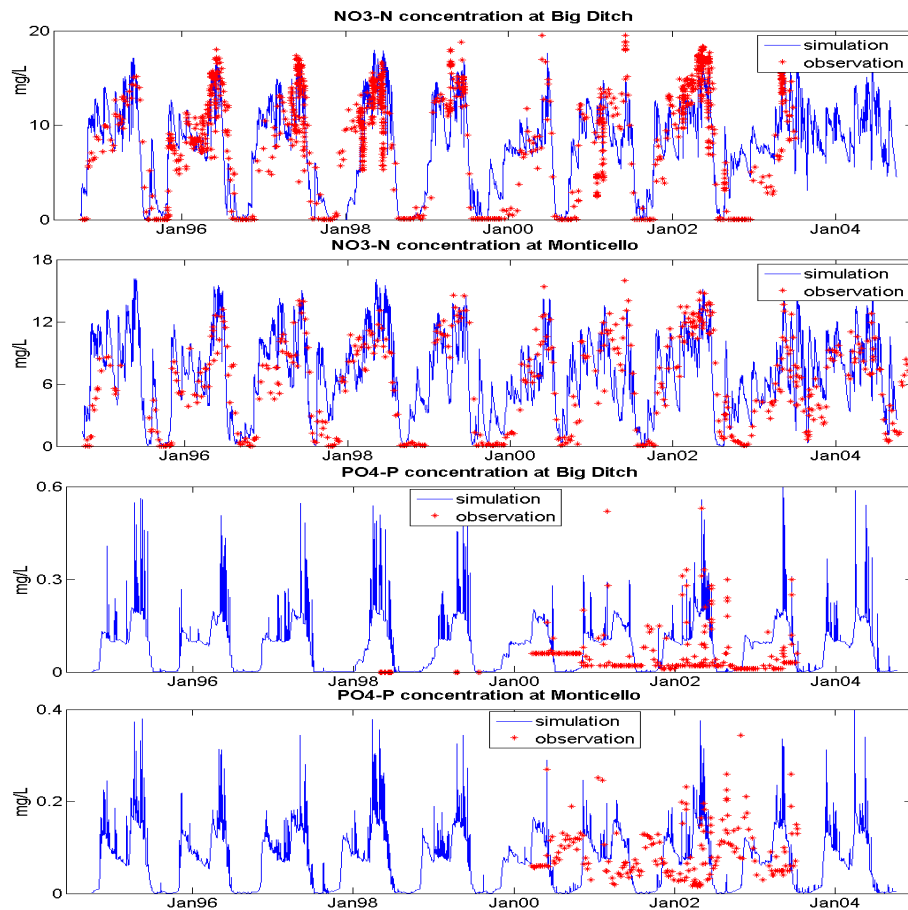 NO3-N concentration at Big Ditch
20
10
0
mg/L
simulation
observation
Jan96
Jan98
Jan00
Jan02
Jan04
NO3-N concentration at Monticello
18
12
6
0
mg/L
simulation
observation
Jan96
Jan98
Jan00
Jan02
Jan04
PO4-P concentration at Big Ditch
0.6
0.3
0
mg/L
simulation
observation
Jan96
Jan98
Jan00
Jan02
Jan04
PO4-P concentration at Monticello
0.4
0.2
0
mg/L
simulation
observation
Jan96
Jan98
Jan00
Jan02
Jan04